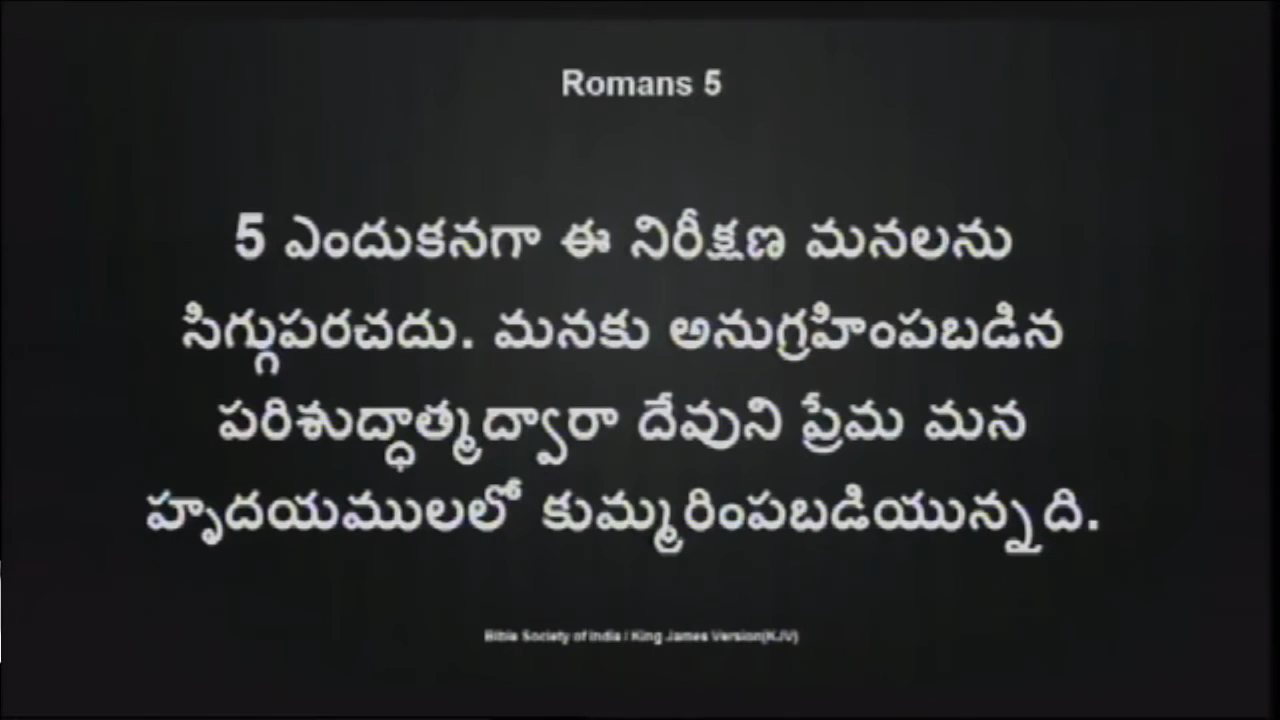 Romans 5
5 ఎందుకనగా ఈ నిరీక్షణ మనలను
సిగ్గుపరచదు. మనకు అనుగ్రహింపబడిన
పరిశుద్ధాత్మద్వారా దేవుని ప్రేమ మన
హృదయములలో కుమ్మరింపబడియున్నది.
Bible Society of India / King James Version(KJV)